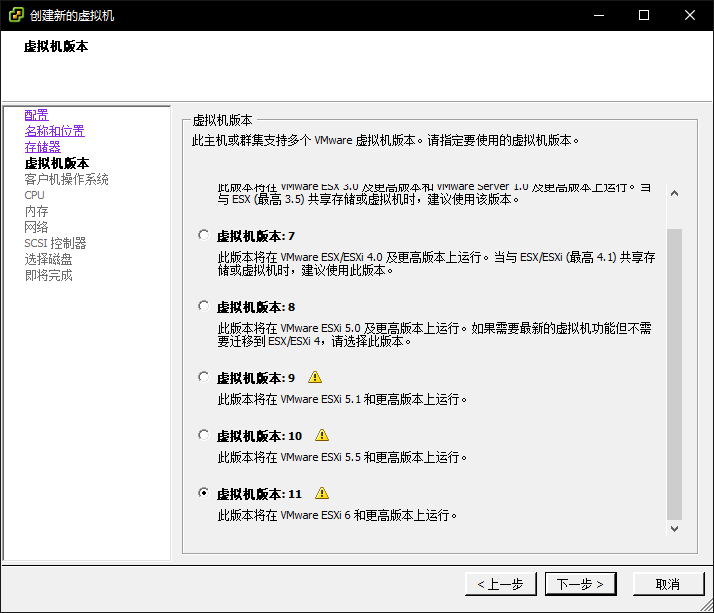 创建新的虚拟机
虚拟机版本
配置
名称和位置
存储器
虚拟机版本
客户机操作系统
CPU
内存
网络
SCSI 控制器
选择磁盘
即将完成
虚拟机版本
此主机或群集支持多个 VMware 虚拟机版本。请指定要使用的虚拟机版本。
此版本将在 VMware ESX 3.0 及更高版本和 VMware Server 1.0 及更高版本上运行。当
与 ESX (最高 3.5) 共享存储或虚拟机时，建议使用该版本。
虚拟机版本: 7
此版本将在 VMware ESX/ESXi 4.0 及更高版本上运行。当与 ESX/ESXi (最高 4.1) 共享存
储或虚拟机时，建议使用此版本。
虚拟机版本: 8
此版本将在 VMware ESXi 5.0 及更高版本上运行。如果需要最新的虚拟机功能但不需
要迁移到 ESX/ESXi 4，请选择此版本。
虚拟机版本: 9
此版本将在 VMware ESXi 5.1 和更高版本上运行。
虚拟机版本: 10
此版本将在 VMware ESXi 5.5 和更高版本上运行。
虚拟机版本: 11
此版本将在 VMware ESXi 6 和更高版本上运行。
< 上一步
下一步 >
取消